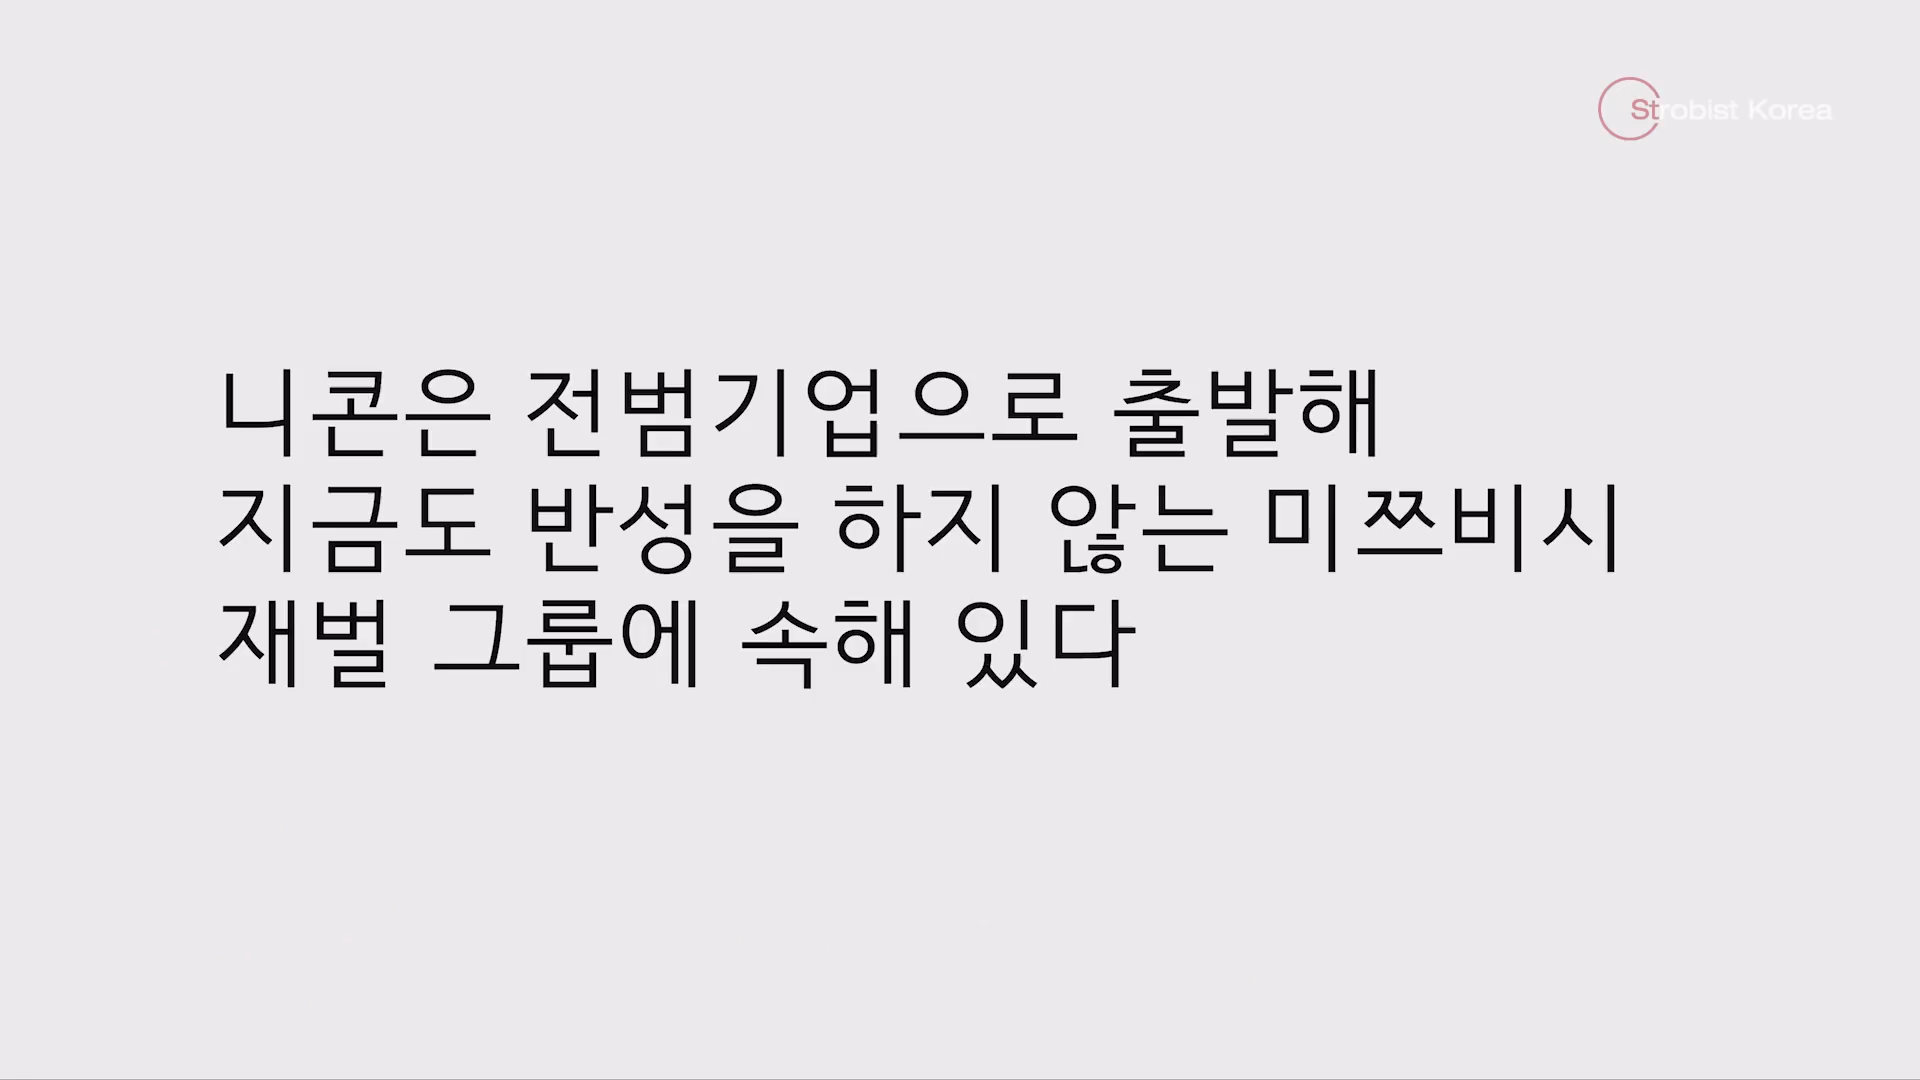 Strobist Korea
니콘은 전범기업으로 출발해
지금도 반성을 하지 않는 미쯔비시
재벌 그룹에 속해 있다